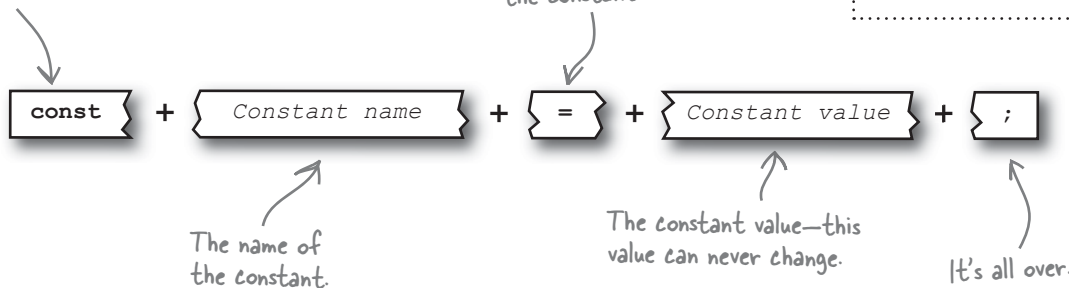 the constant
const + Constant name + = + Constant value + ;
The name of
the constant.
The constant value—this
value can never change.
It's all over.